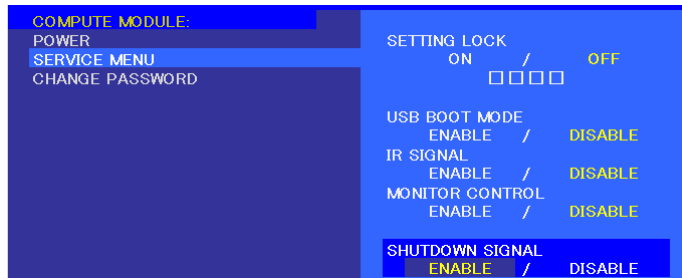 COMPUTE MODULE:
POWER
SERVICE MENU
CHANGE PASSWORD
SETTING LOCK
ON / OFF
□□□□
USB BOOT MODE
ENABLE / DISABLE
IR SIGNAL
ENABLE / DISABLE
MONITOR CONTROL
ENABLE / DISABLE
SHUTDOWN SIGNAL
ENABLE / DISABLE